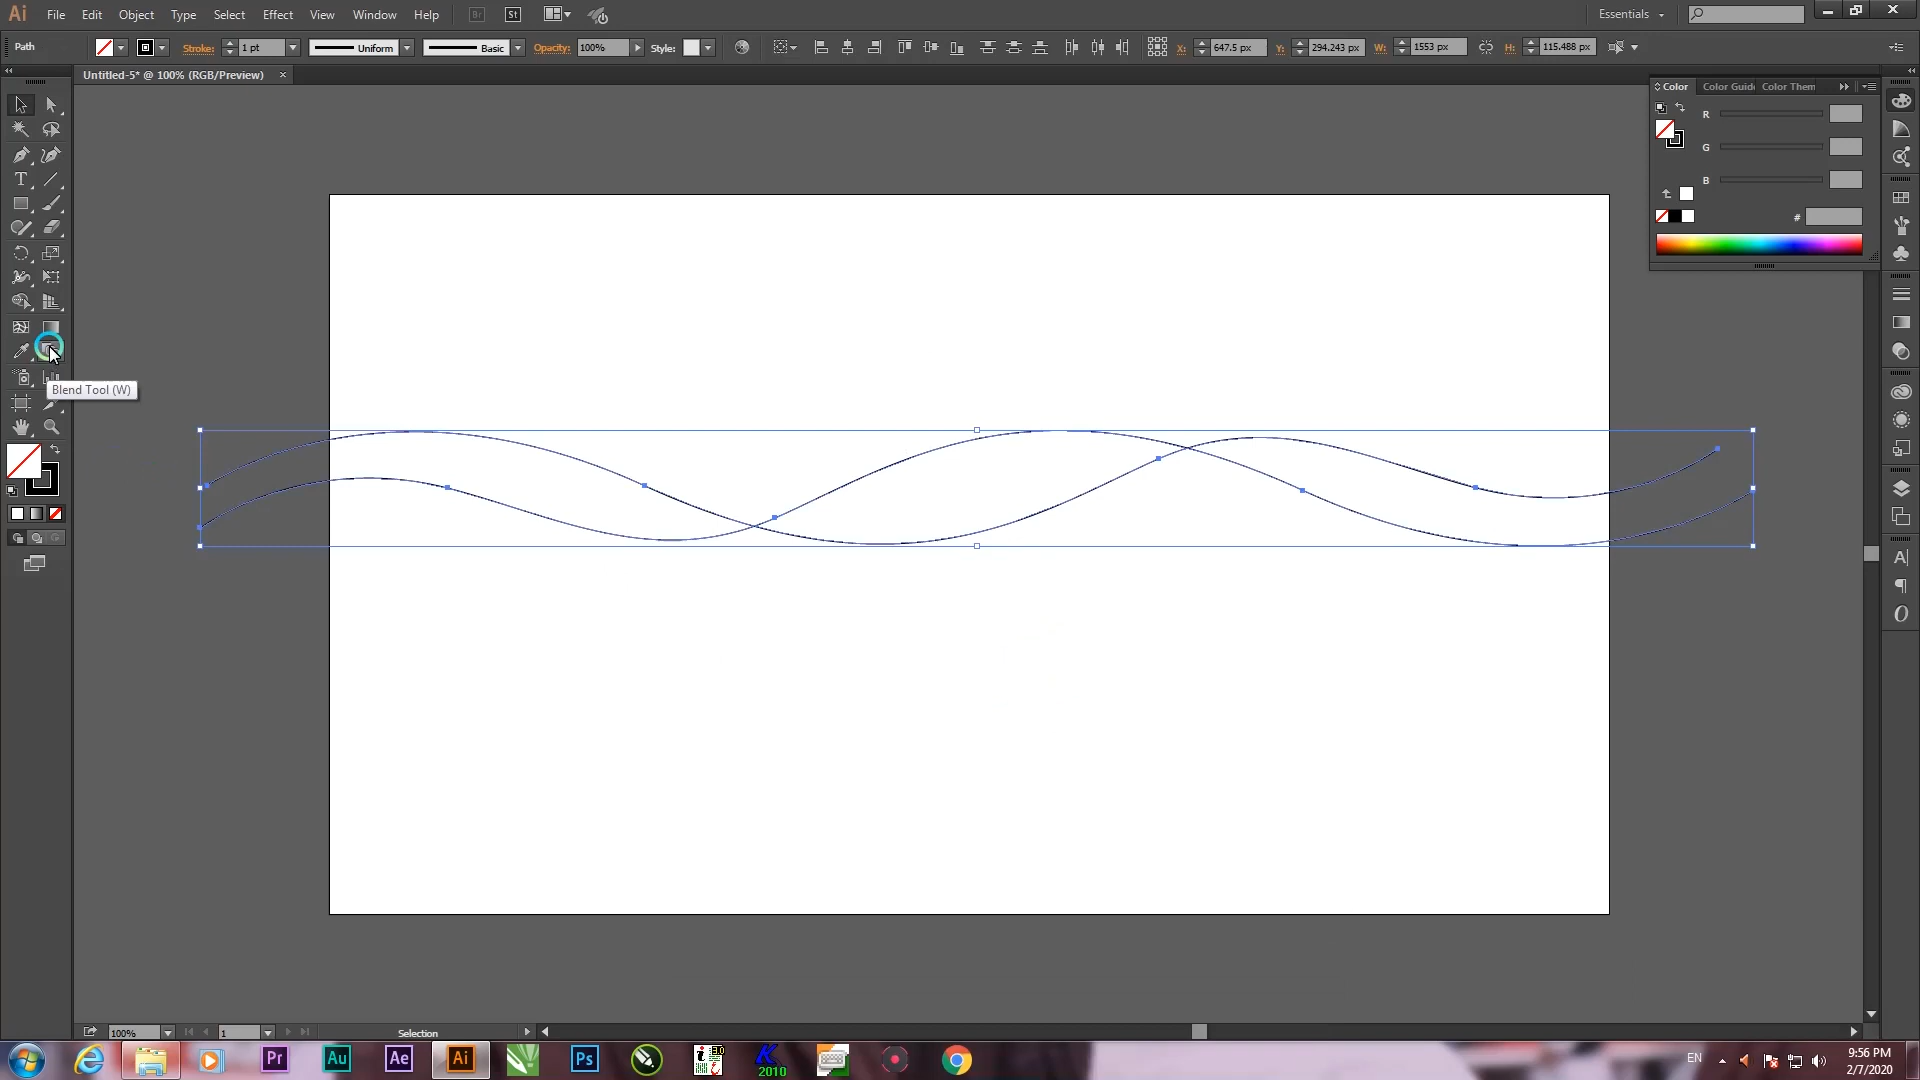 Ai File Edit Object Type Select Effect View Window Help Br St Essentials
Path Stroke: 1 pt Uniform Basic Opacity: 100% Style: X: 647.5 px Y: 294.243 px W: 1553 px H: 115.488 px
Untitled-5* @ 100% (RGB/Preview)
Color Color Guid Color Them
R
G
B
#
Blend Tool (W)
100% 1 Selection
Pr Au Ae Ai Ps i 3.0 K 2010
EN 9:56 PM
2/7/2020